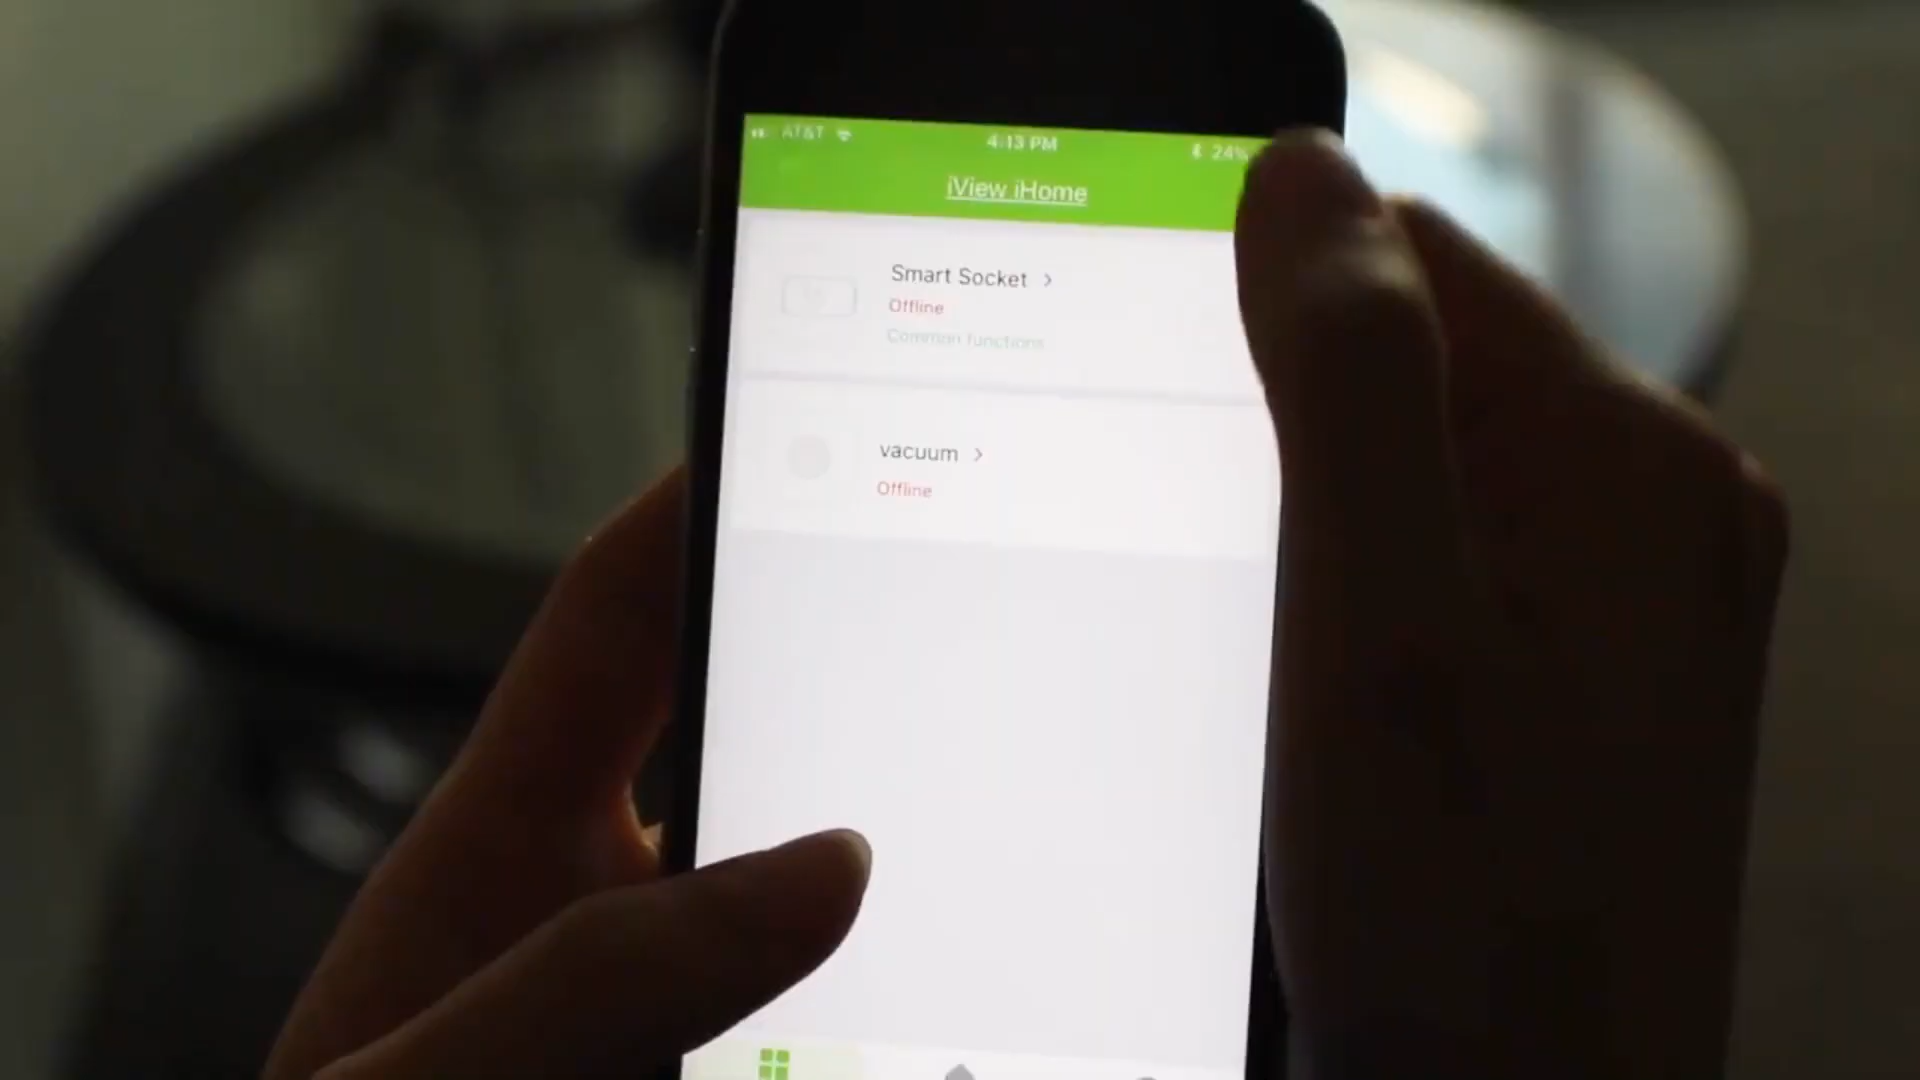 AT&T 4:13 PM 24%
iView iHome
Smart Socket >
Offline
Common functions
vacuum >
Offline